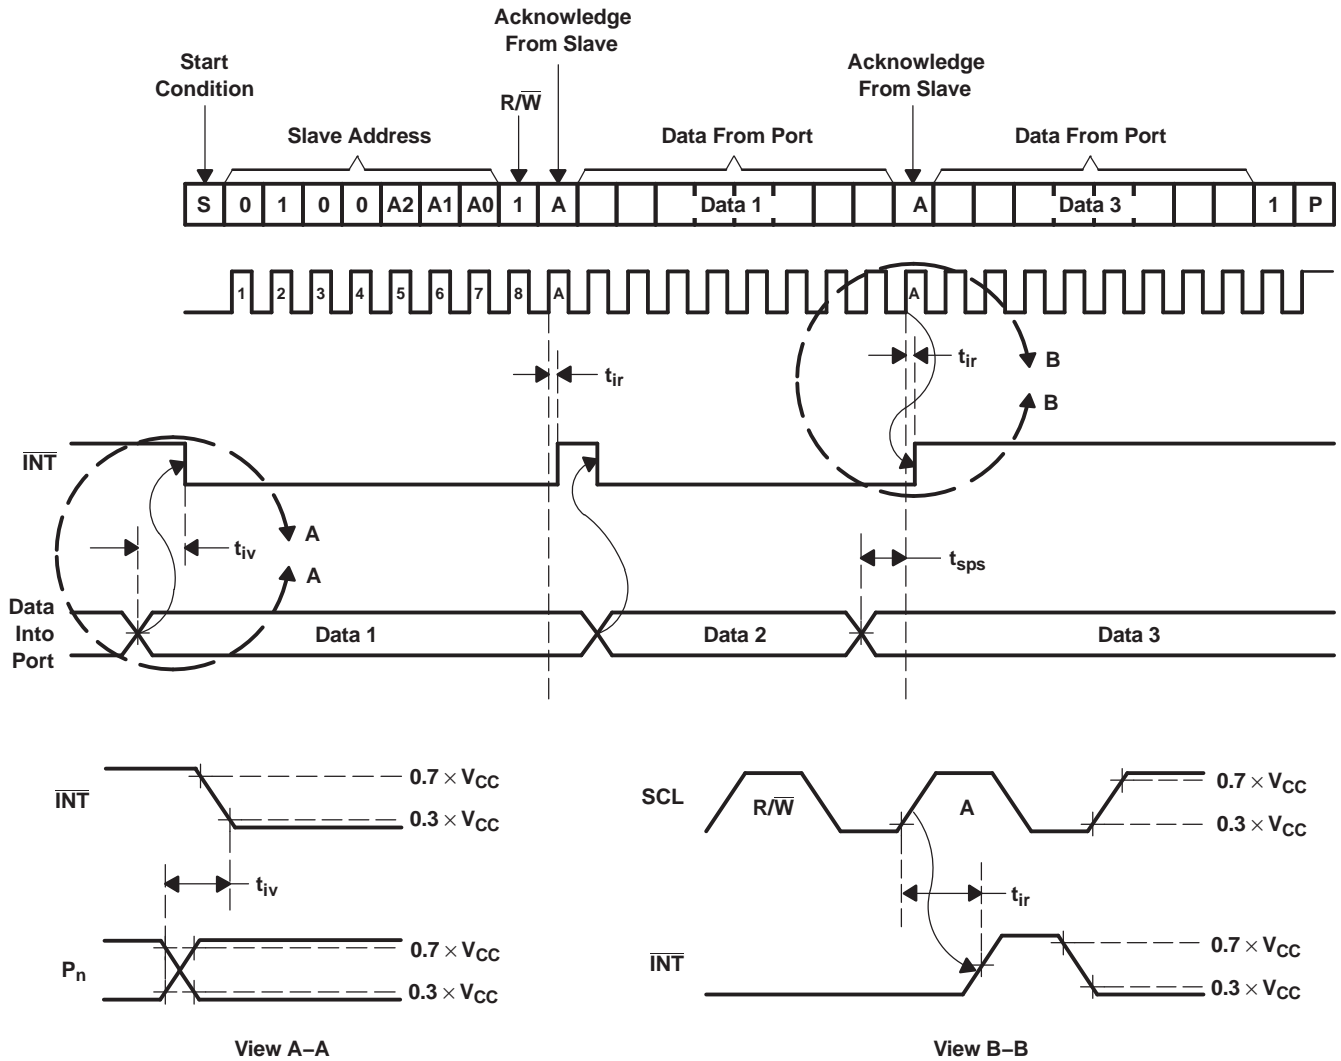 Acknowledge
From Slave
Start
Condition
R/W̅
Acknowledge
From Slave
Slave Address
Data From Port
Data From Port
S 0 1 0 0 A2 A1 A0 1 A Data 1 A Data 3 1 P
1 2 3 4 5 6 7 8 A A
t_ir
t_ir
B
B
I̅N̅T̅
t_iv
A
A
t_sps
Data
Into
Port
Data 1
Data 2
Data 3
I̅N̅T̅
0.7 × V_CC
0.3 × V_CC
t_iv
P_n
0.7 × V_CC
0.3 × V_CC
View A–A
SCL
R/W̅
A
0.7 × V_CC
0.3 × V_CC
t_ir
I̅N̅T̅
0.7 × V_CC
0.3 × V_CC
View B–B